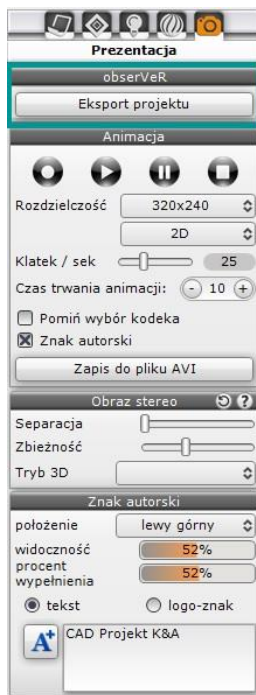 Prezentacja
obserVeR
Eksport projektu
Animacja
Rozdzielczość 320x240
2D
Klatek / sek 25
Czas trwania animacji: - 10 +
Pomiń wybór kodeka
Znak autorski
Zapis do pliku AVI
Obraz stereo ?
Separacja
Zbieżność
Tryb 3D
Znak autorski
położenie lewy górny
widoczność 52%
procent wypełnienia 52%
tekst logo-znak
A+ CAD Projekt K&A